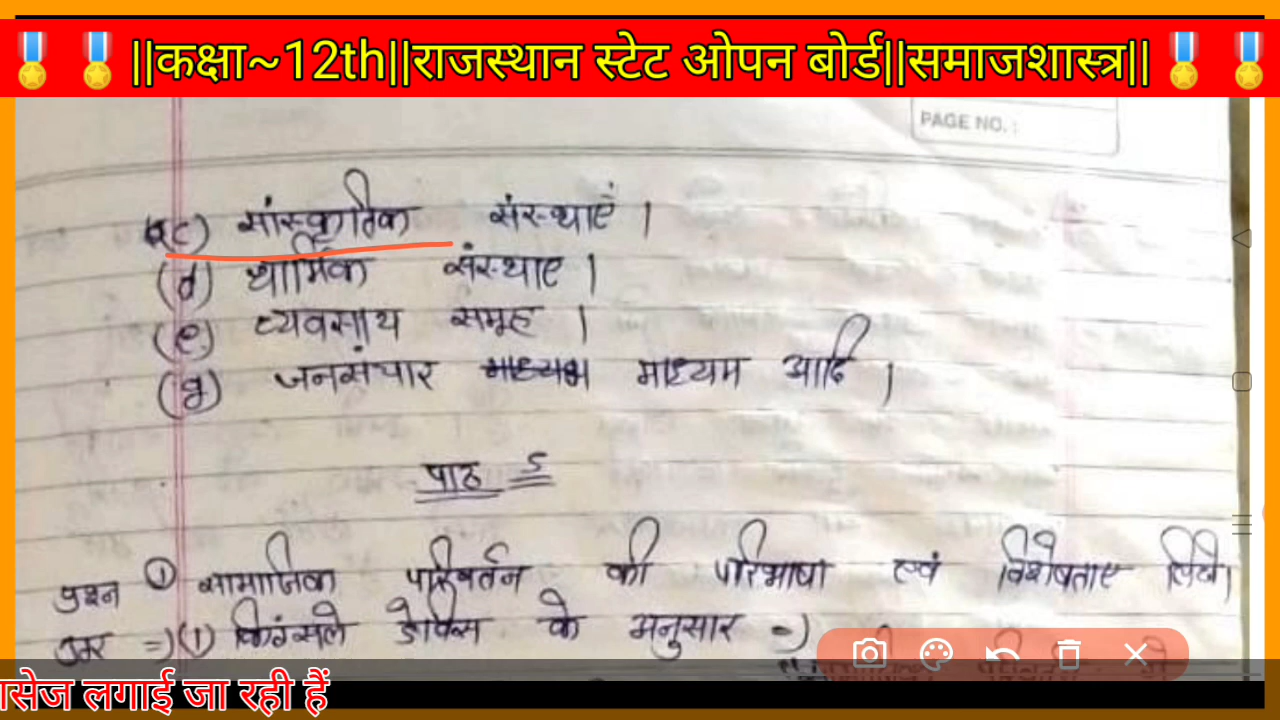 ||कक्षा~12th||राजस्थान स्टेट ओपन बोर्ड||समाजशास्त्र||
PAGE NO. :
(c) सांस्कृतिक संस्थाएं ।
(d) धार्मिक संस्थाए ।
(e) व्यवसाय समूह ।
(g) जनसंचार माध्यम आदि ।
पाठ 5
प्रश्न ① सामाजिक परिवर्तन की परिभाषा एवं विशेषताए लिखे।
उत्तर =) (1) किंग्सले डेविस के अनुसार =)
सेज लगाई जा रही हैं